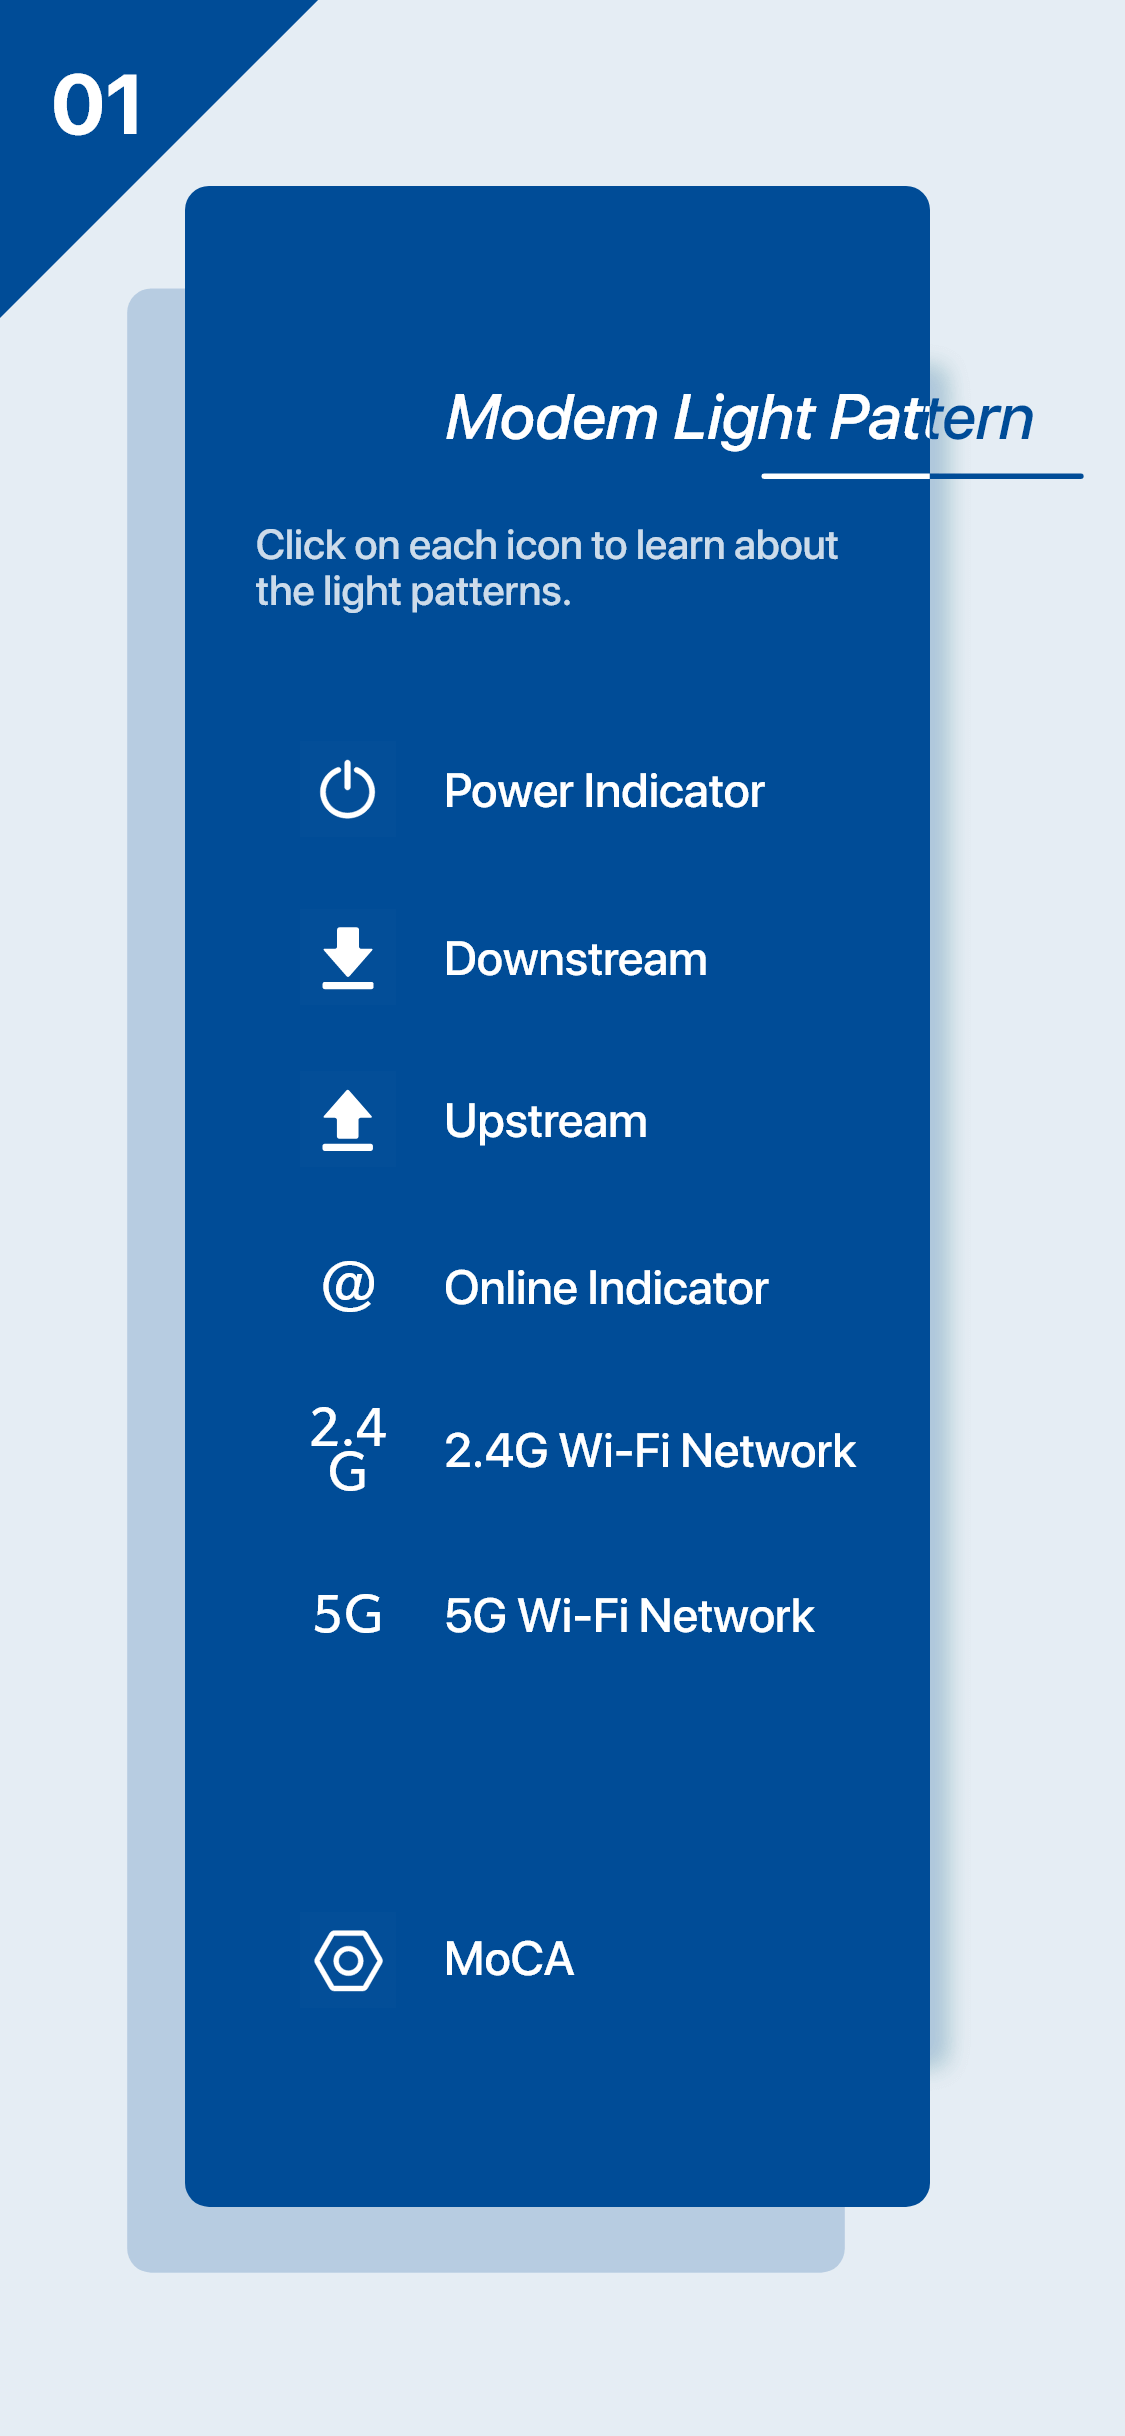 01
Modem Light Pattern
Click on each icon to learn about
the light patterns.
Power Indicator
Downstream
Upstream
@ Online Indicator
2.4
G
2.4G Wi-Fi Network
5G 5G Wi-Fi Network
MoCA